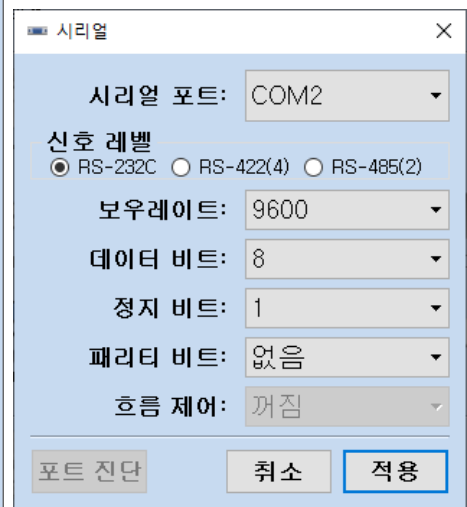 시리얼
시리얼 포트: COM2
신호 레벨
RS-232C RS-422(4) RS-485(2)
보우레이트: 9600
데이터 비트: 8
정지 비트: 1
패리티 비트: 없음
흐름 제어: 꺼짐
포트 진단 취소 적용